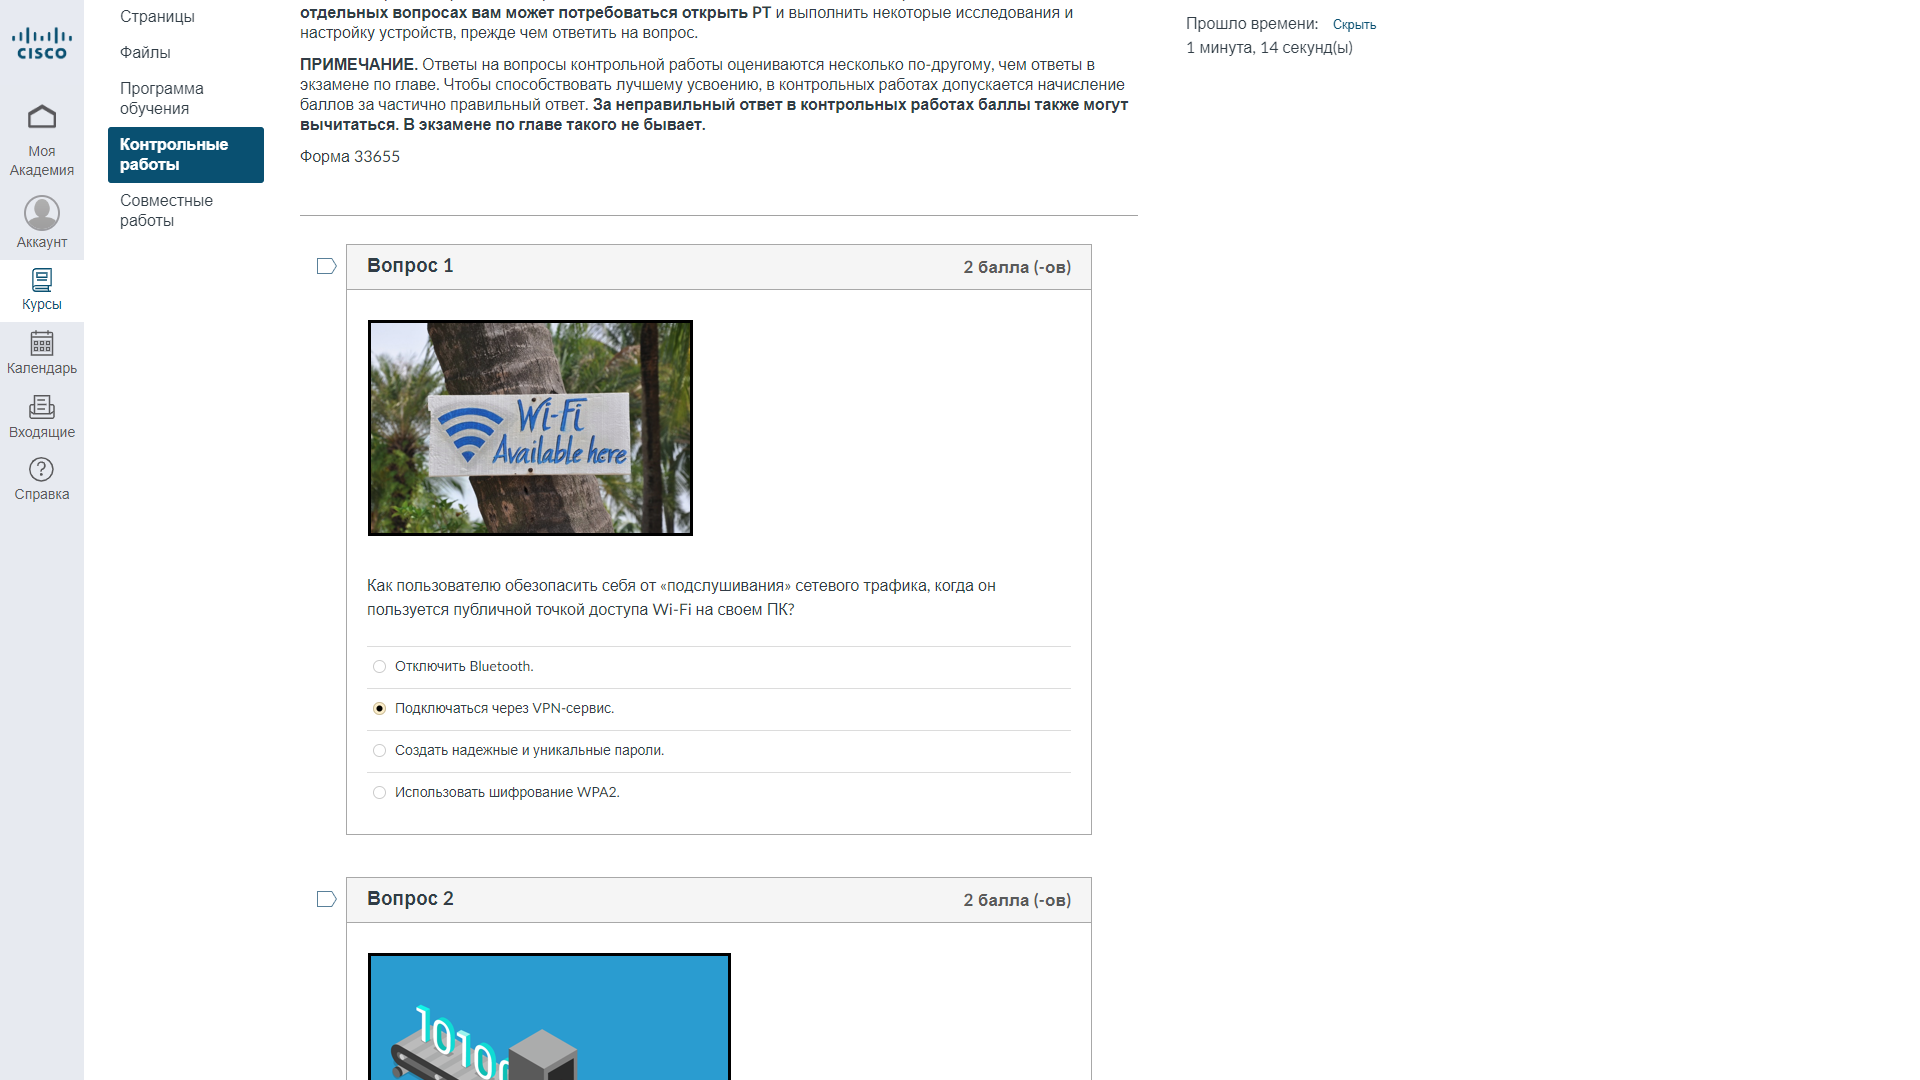 CISCO
Моя
Академия
Аккаунт
Курсы
Календарь
Входящие
Справка
Страницы
Файлы
Программа
обучения
Контрольные
работы
Совместные
работы
отдельных вопросах вам может потребоваться открыть PT и выполнить некоторые исследования и
настройку устройств, прежде чем ответить на вопрос.
ПРИМЕЧАНИЕ. Ответы на вопросы контрольной работы оцениваются несколько по-другому, чем ответы в
экзамене по главе. Чтобы способствовать лучшему усвоению, в контрольных работах допускается начисление
баллов за частично правильный ответ. За неправильный ответ в контрольных работах баллы также могут
вычитаться. В экзамене по главе такого не бывает.
Форма 33655
Вопрос 1
2 балла (-ов)
Wi-Fi
Available here
Как пользователю обезопасить себя от «подслушивания» сетевого трафика, когда он
пользуется публичной точкой доступа Wi-Fi на своем ПК?
Отключить Bluetooth.
Подключаться через VPN-сервис.
Создать надежные и уникальные пароли.
Использовать шифрование WPA2.
Вопрос 2
2 балла (-ов)
10100
Прошло времени: Скрыть
1 минута, 14 секунд(ы)